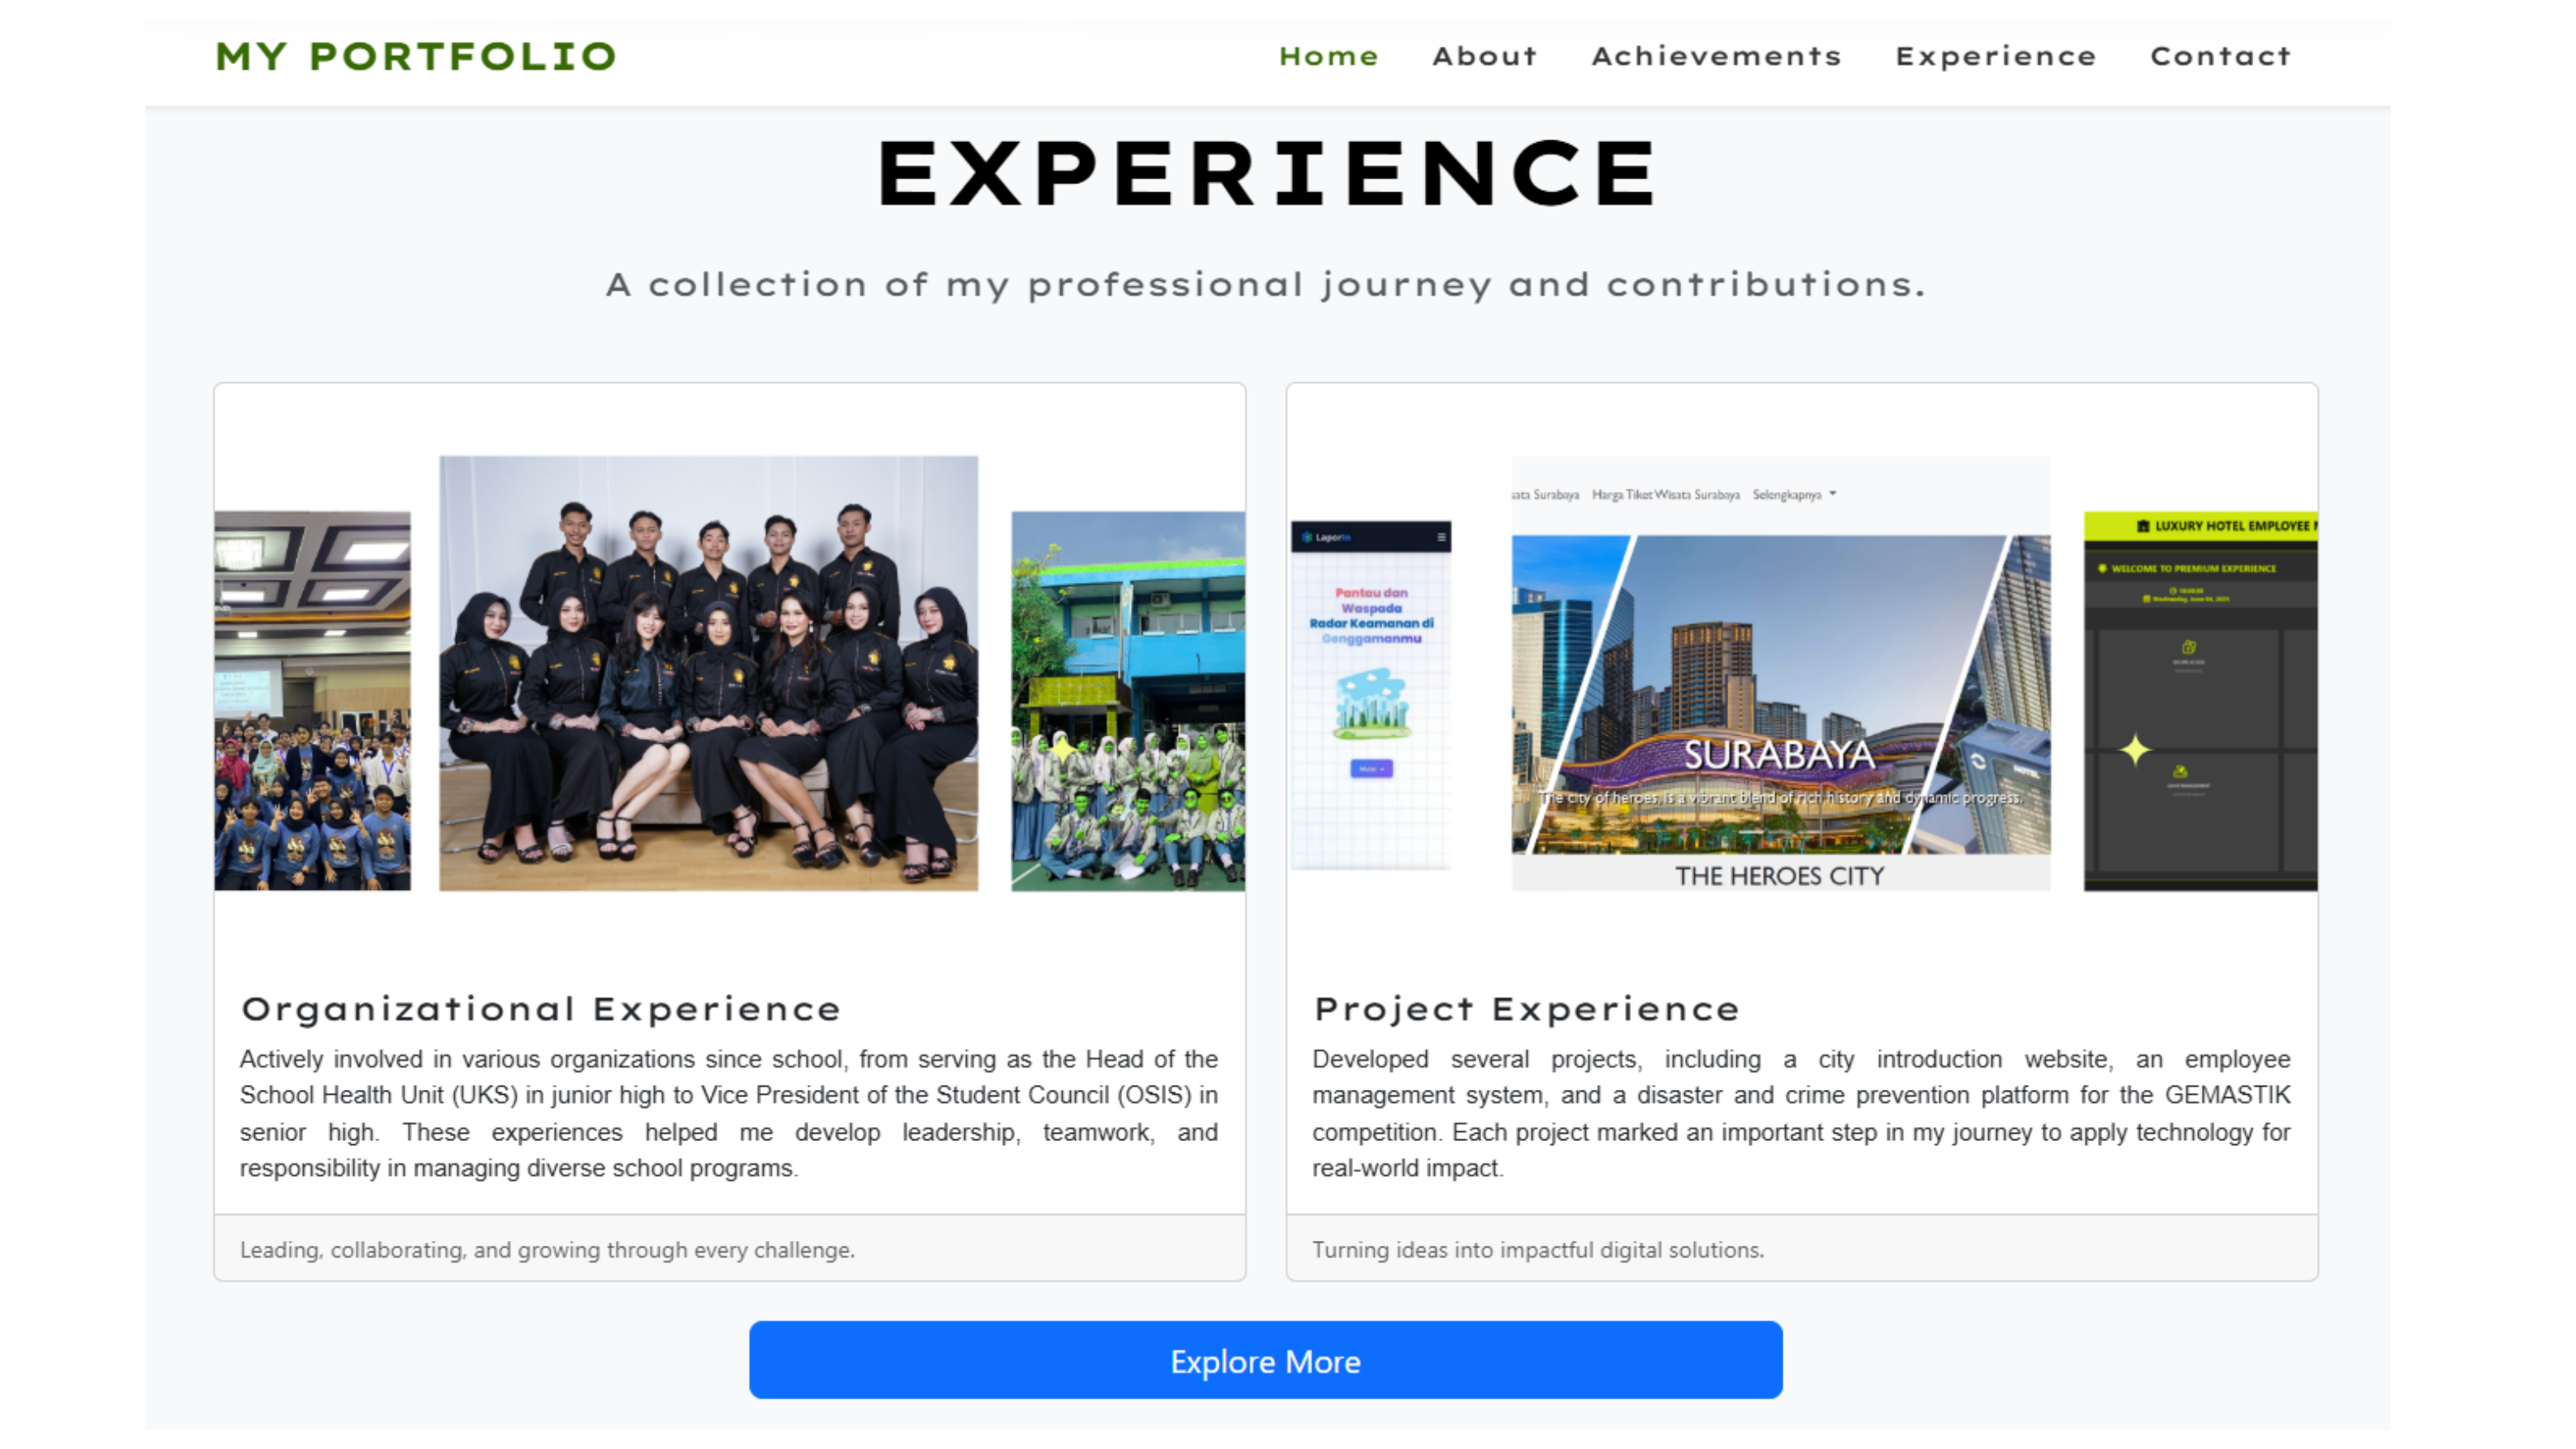 MY PORTFOLIO
Home About Achievements Experience Contact
EXPERIENCE
A collection of my professional journey and contributions.
sata Surabaya Harga Tiket Wisata Surabaya Selengkapnya
LaporIn
Pantau dan
Waspada
Radar Keamanan di
Genggamanmu
SURABAYA
The city of heroes, is a vibrant blend of rich history and dynamic progress.
THE HEROES CITY
LUXURY HOTEL EMPLOYEE
WELCOME TO PREMIUM EXPERIENCE
Wednesday, June 04, 2025
Organizational Experience
Actively involved in various organizations since school, from serving as the Head of the
School Health Unit (UKS) in junior high to Vice President of the Student Council (OSIS) in
senior high. These experiences helped me develop leadership, teamwork, and
responsibility in managing diverse school programs.
Leading, collaborating, and growing through every challenge.
Project Experience
Developed several projects, including a city introduction website, an employee
management system, and a disaster and crime prevention platform for the GEMASTIK
competition. Each project marked an important step in my journey to apply technology for
real-world impact.
Turning ideas into impactful digital solutions.
Explore More